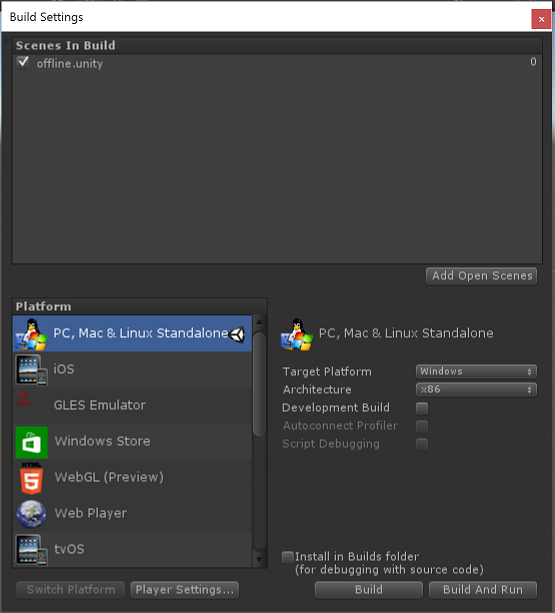 Build Settings
Scenes In Build
offline.unity 0
Add Open Scenes
Platform
PC, Mac & Linux Standalone
iOS
GLES Emulator
Windows Store
HTML
5
WebGL (Preview)
Web Player
tvOS
PC, Mac & Linux Standalone
Target Platform Windows
Architecture x86
Development Build
Autoconnect Profiler
Script Debugging
Install in Builds folder
(for debugging with source code)
Switch Platform
Player Settings...
Build
Build And Run